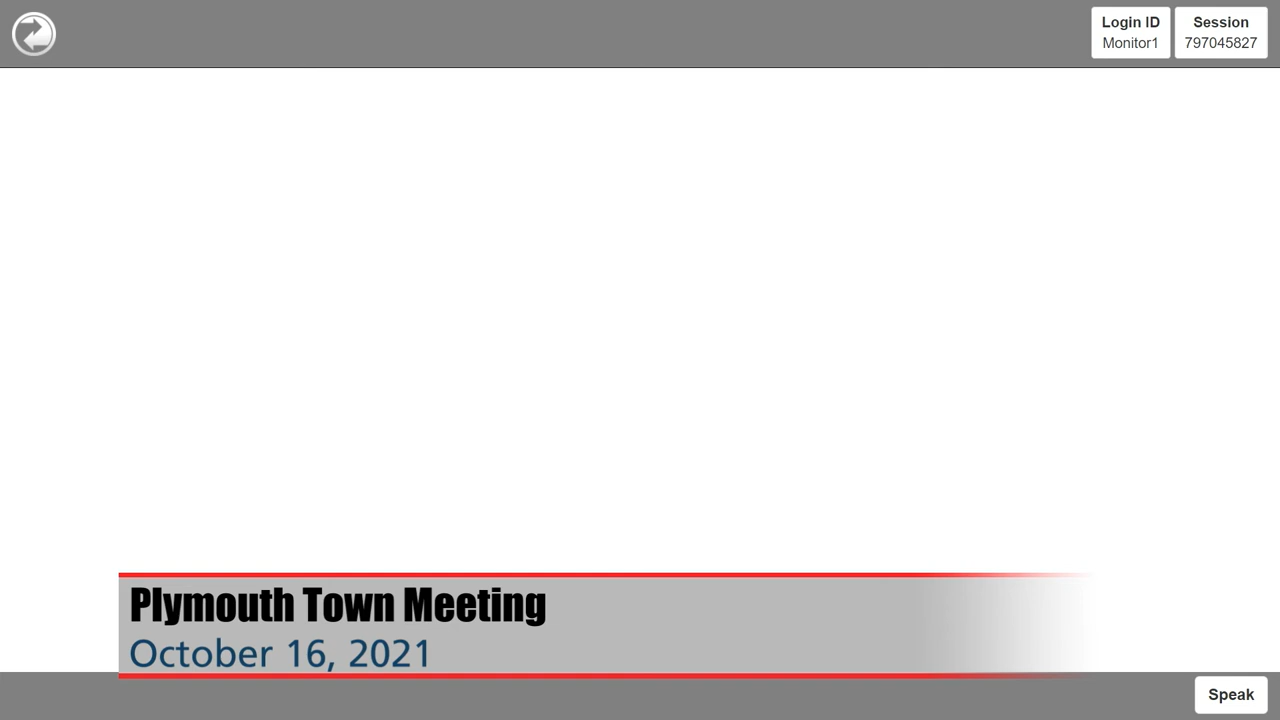 Login ID
Monitor1
Session
797045827
Plymouth Town Meeting
October 16, 2021
Speak